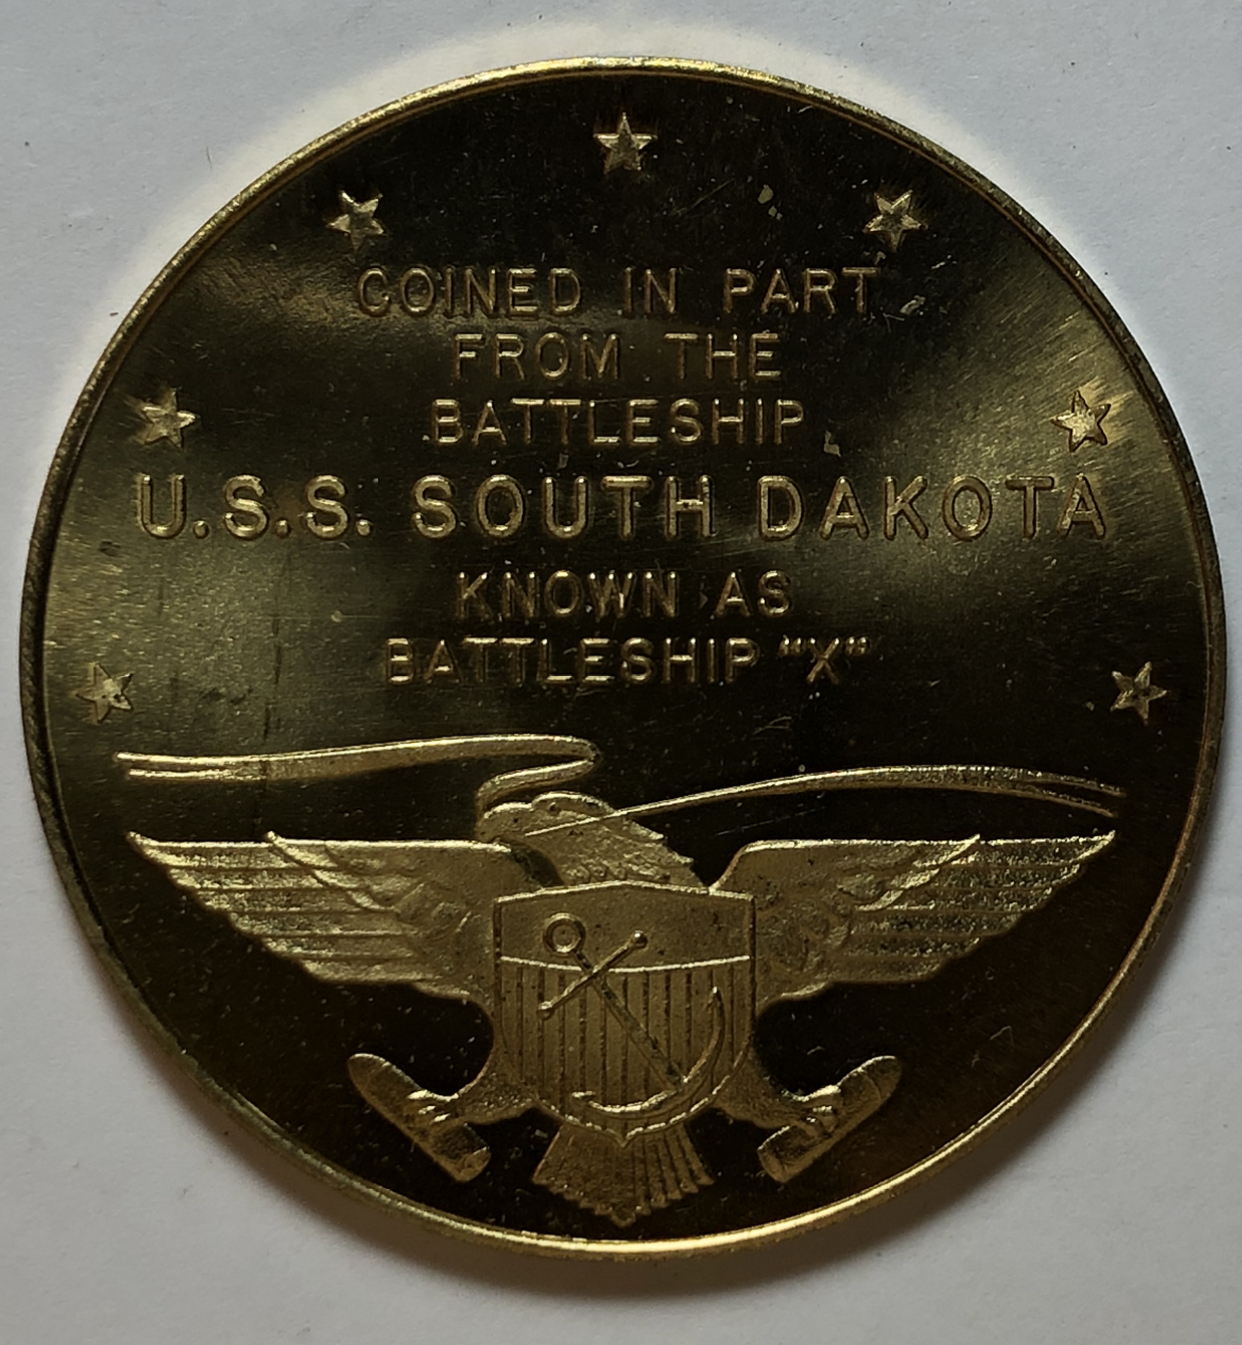 COINED IN PART
FROM THE
BATTLESHIP
U.S.S. SOUTH DAKOTA
KNOWN AS
BATTLESHIP "X"